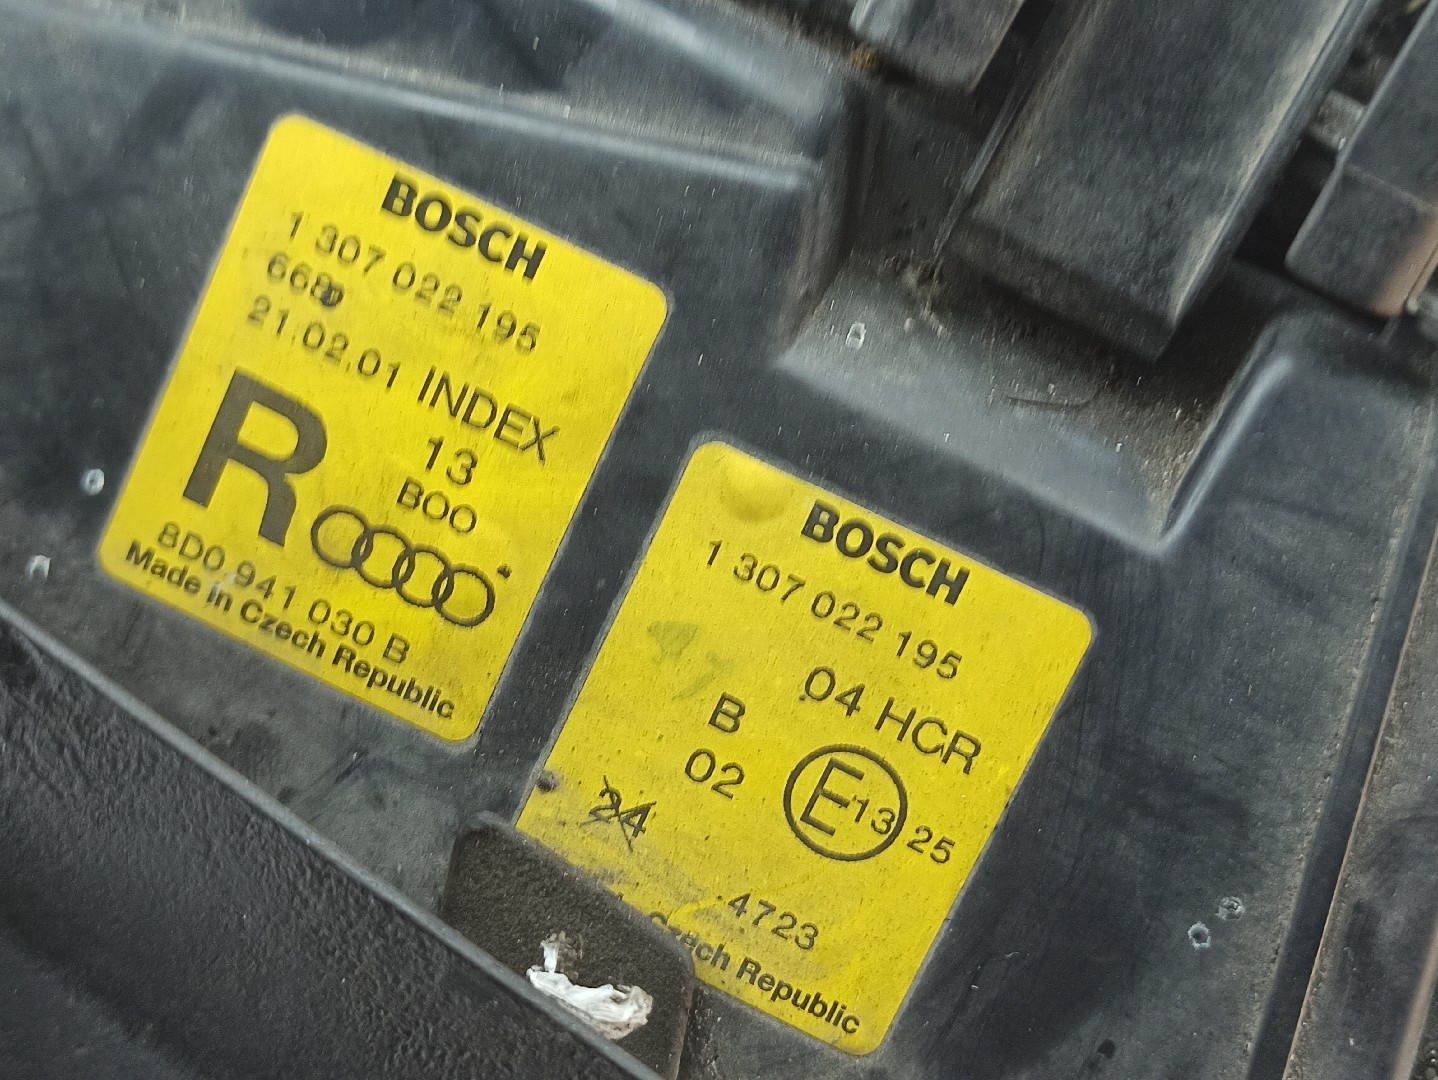 BOSCH
1 307 022 195
668
21.02.01 INDEX
13
BOO
R
8D0 941 030 B
Made in Czech Republic
BOSCH
1 307 022 195
04 HCR
B
02
E13 25
24
4723
Czech Republic